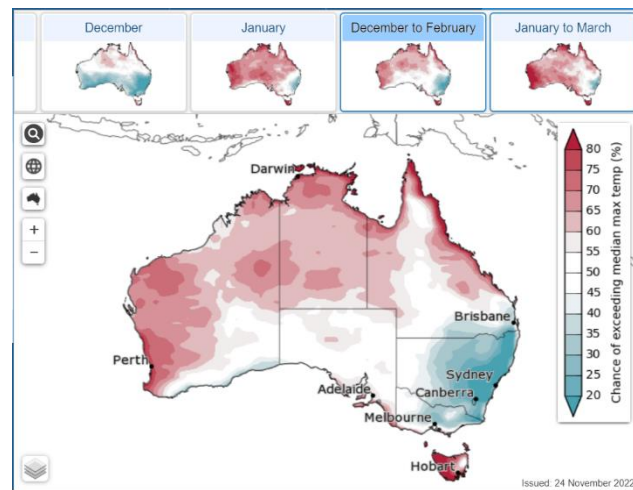 December
January
December to February
January to March
Darwin
Brisbane
Perth
Sydney
Adelaide
Canberra
Melbourne
Hobart
+
−
80
75
70
65
60
55
50
45
40
35
30
25
20
Chance of exceeding median max temp (%)
Issued: 24 November 2022